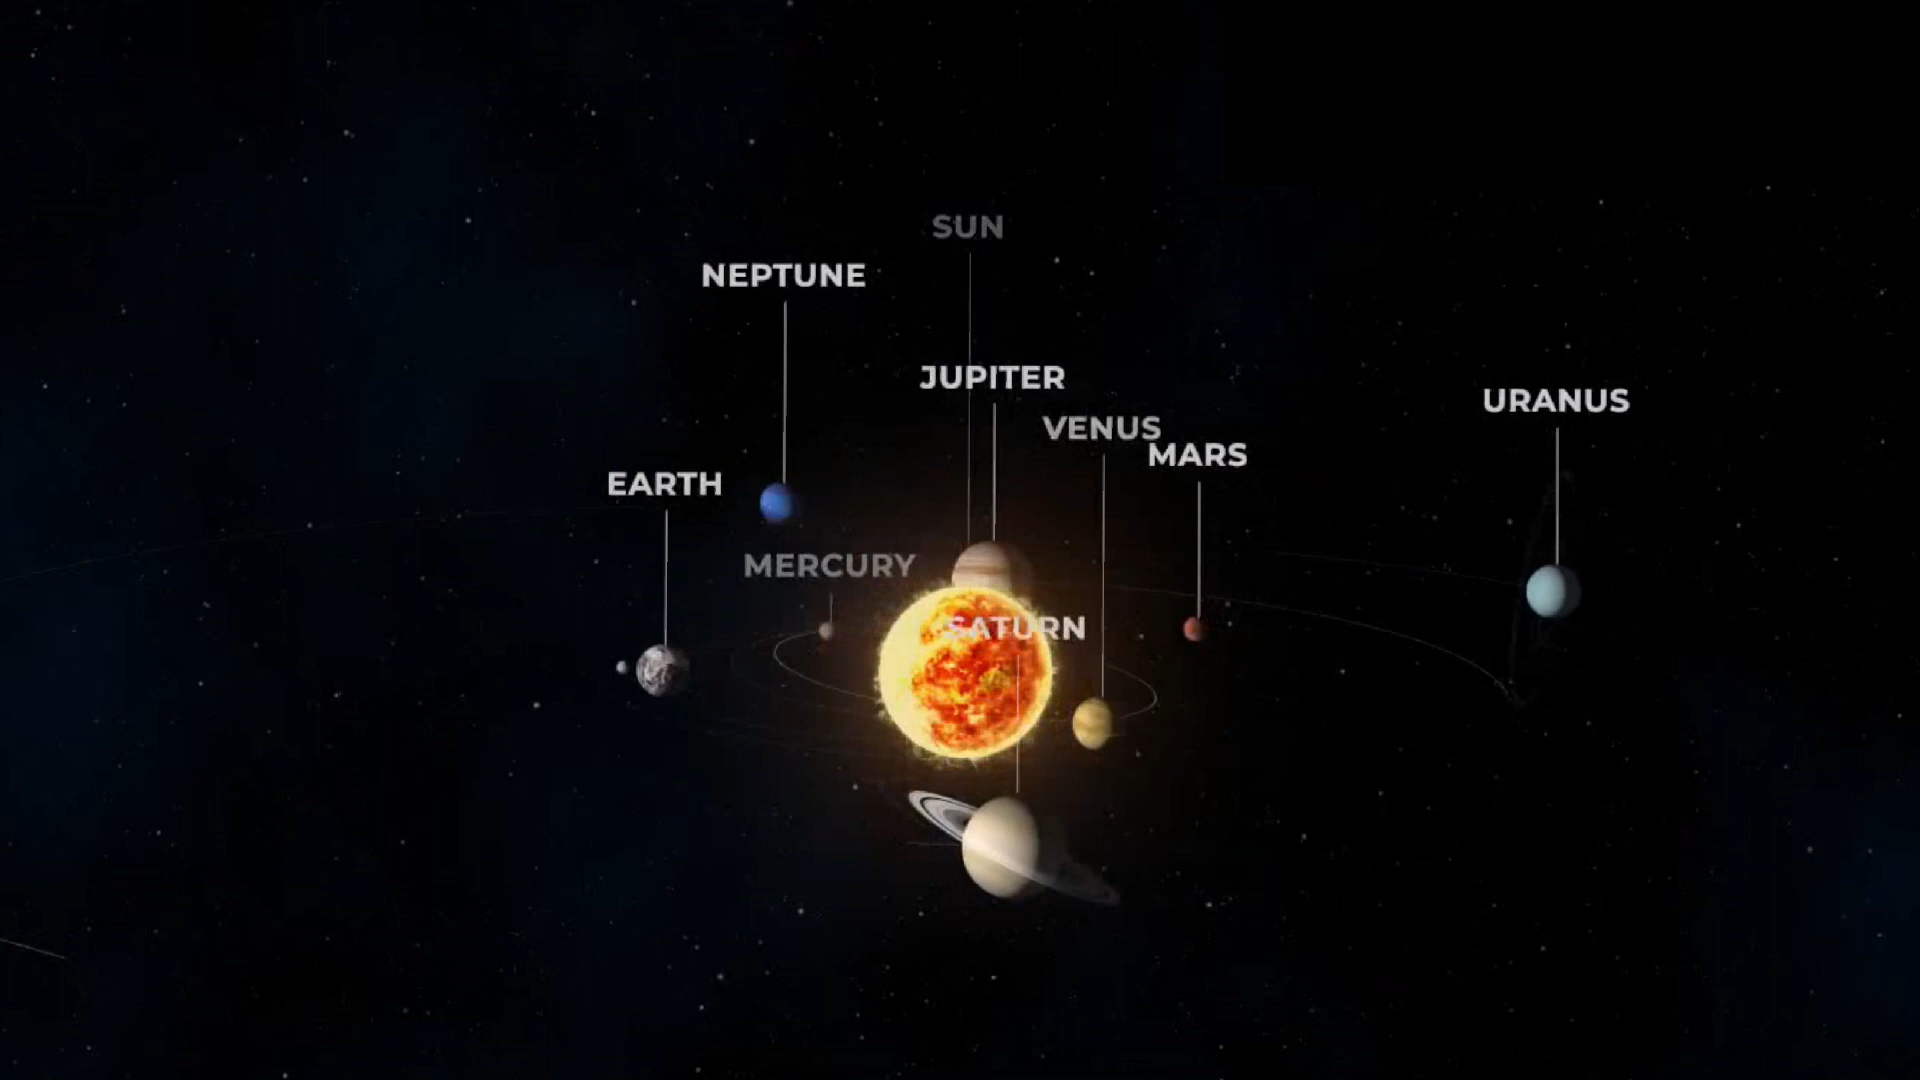 SUN
NEPTUNE
JUPITER
URANUS
VENUS
MARS
EARTH
MERCURY
SATURN